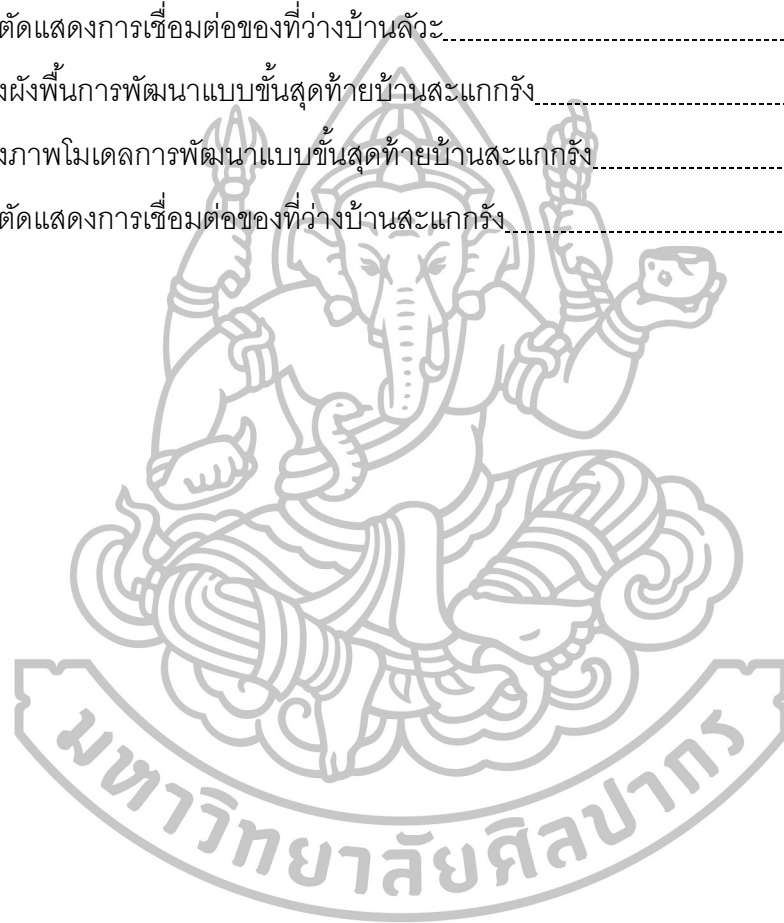 ตัดแสดงการเชื่อมต่อของที่ว่างบ้านลัวะ
งผังพื้นการพัฒนาแบบขั้นสุดท้ายบ้านสะแกกรัง
งภาพโมเดลการพัฒนาแบบขั้นสุดท้ายบ้านสะแกกรัง
ตัดแสดงการเชื่อมต่อของที่ว่างบ้านสะแกกรัง
มหาวิทยาลัยศิลปากร